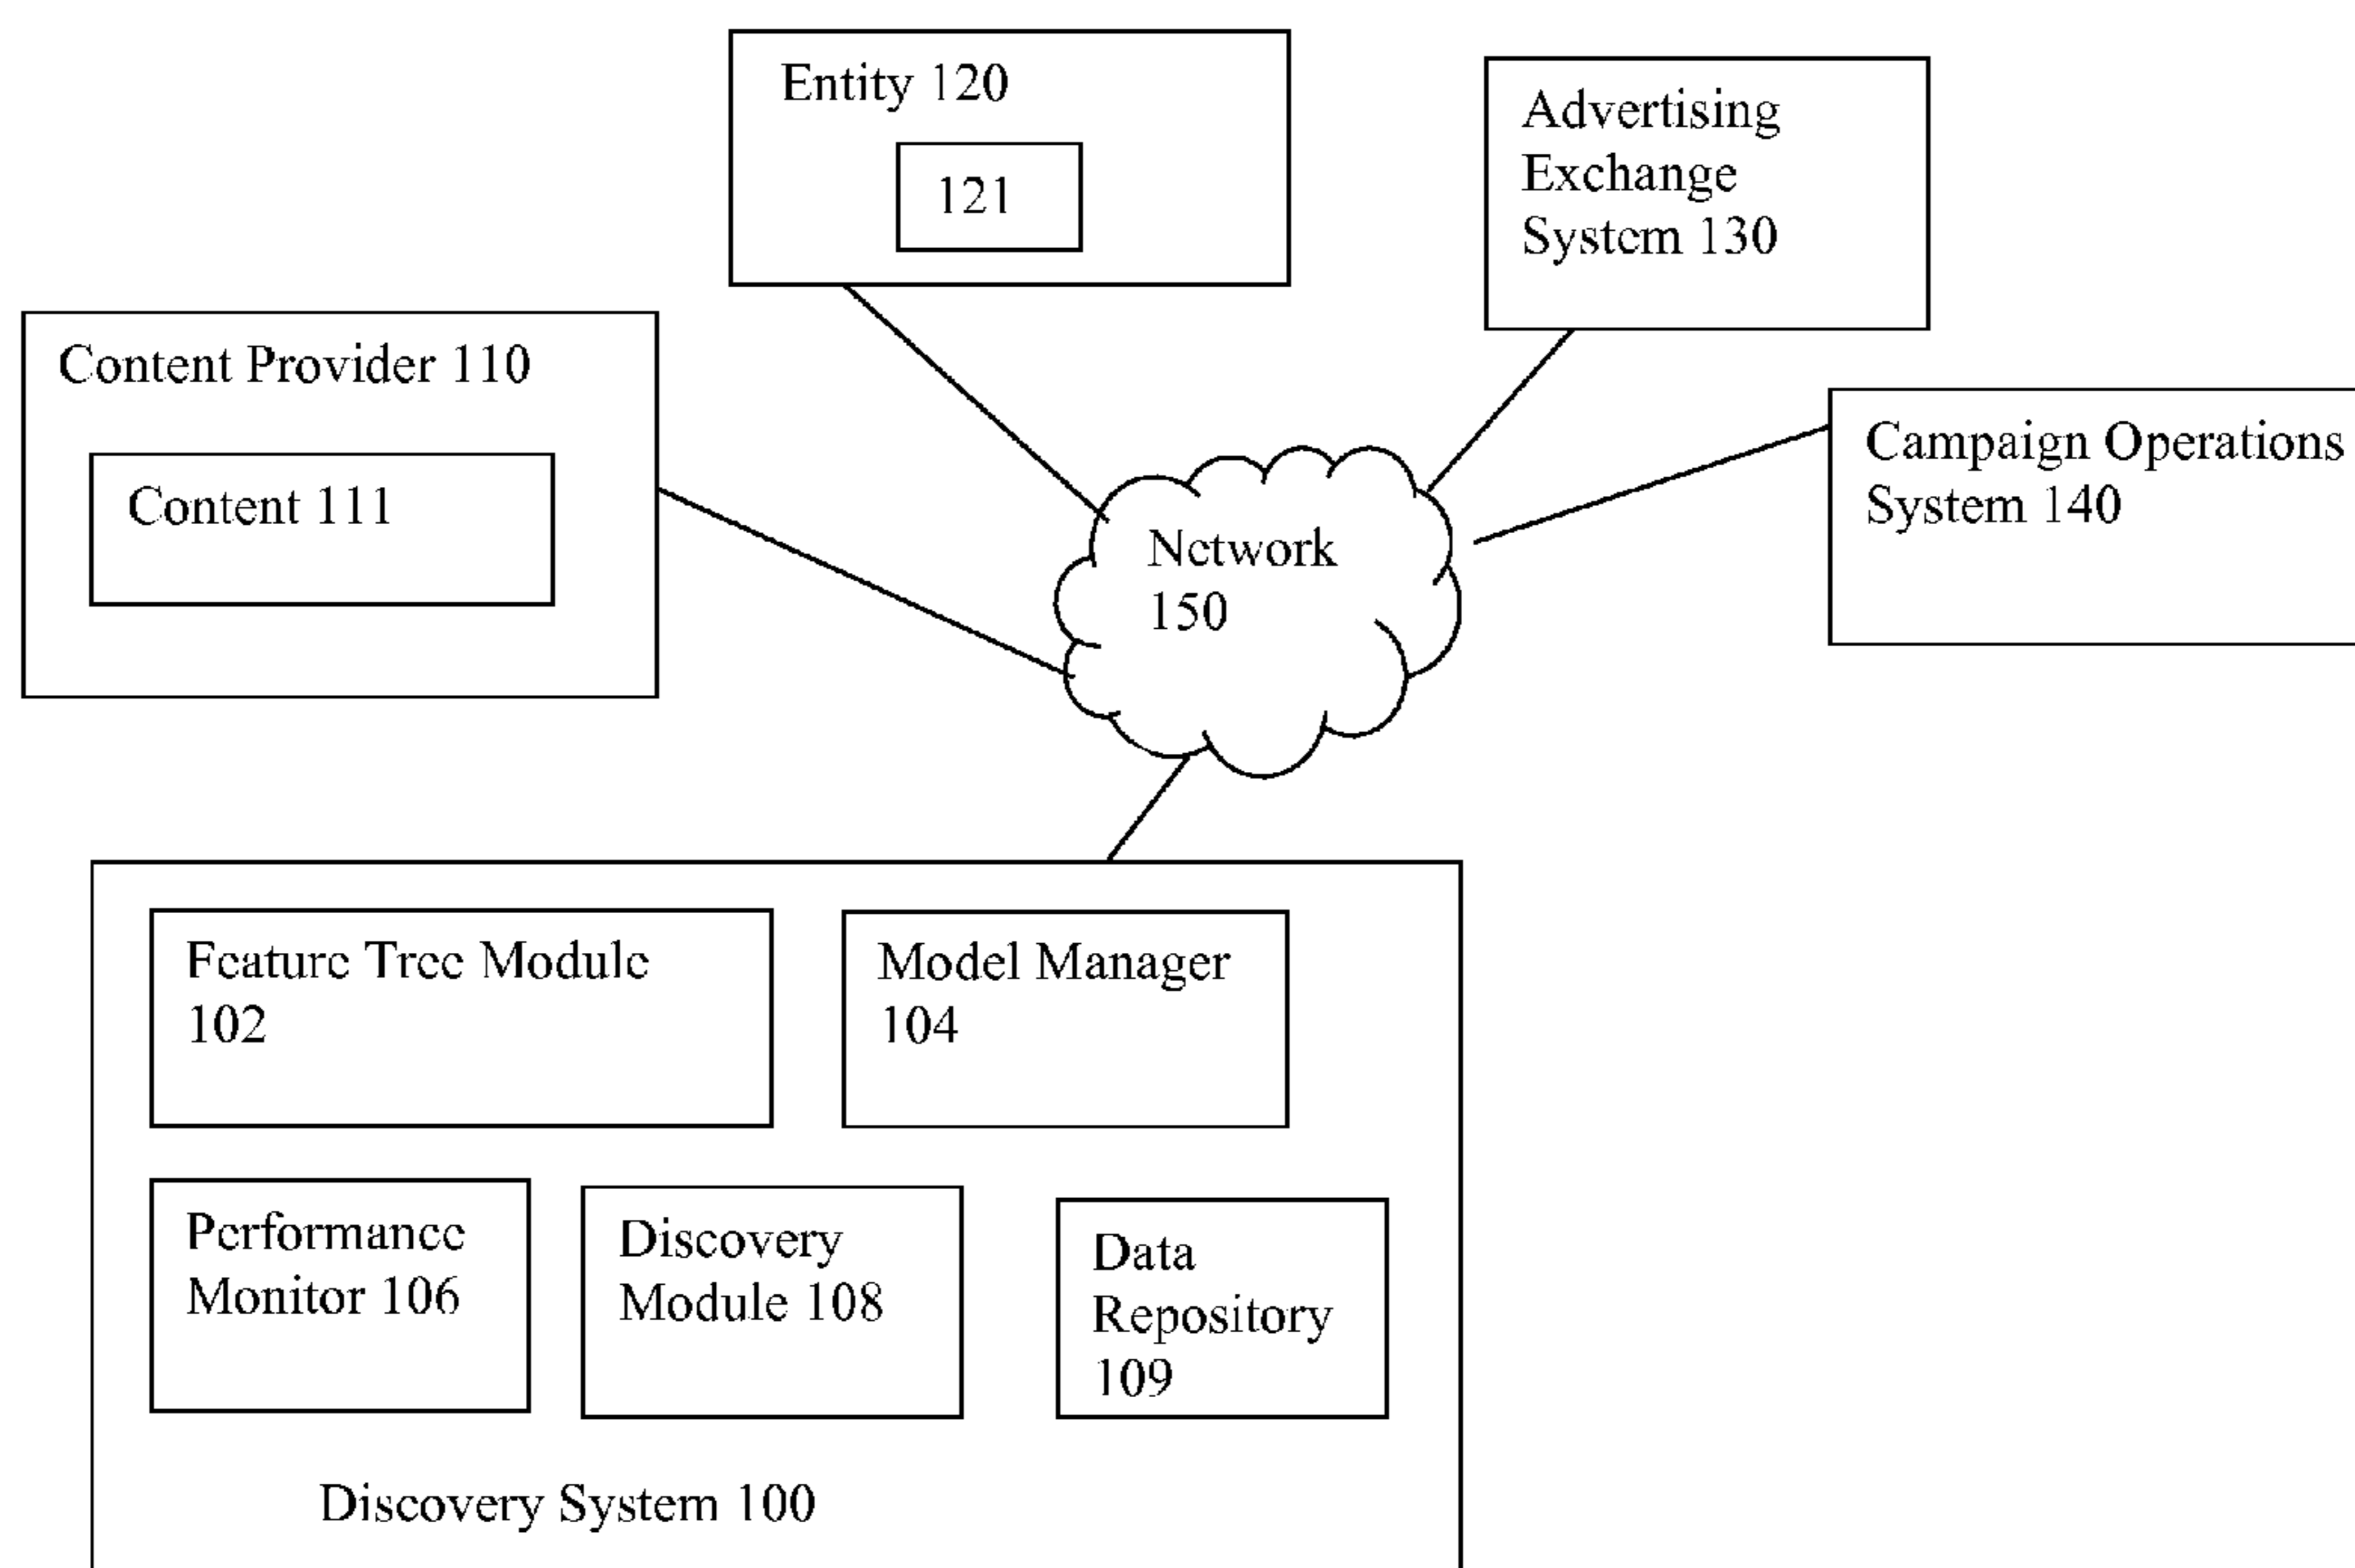 Entity 120
121
Advertising
Exchange
System 130
Content Provider 110
Content 111
Campaign Operations
System 140
Network
150
Feature Tree Module
102
Model Manager
104
Performance
Monitor 106
Discovery
Module 108
Data
Repository
109
Discovery System 100